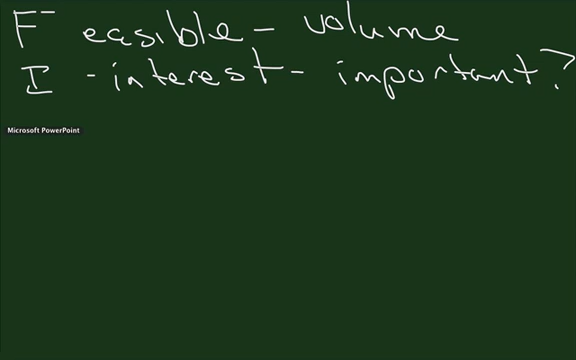 F easible - volume
I - interest - important?
Microsoft PowerPoint